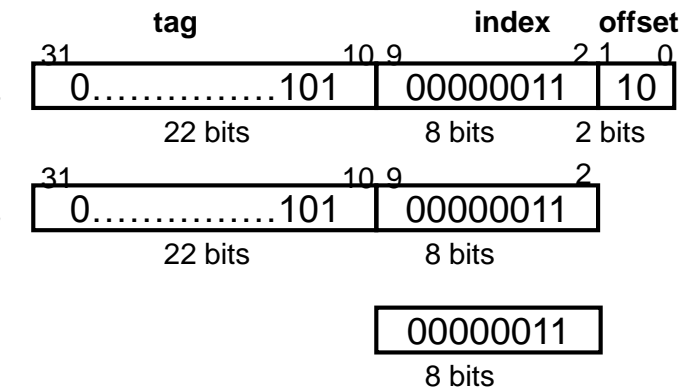 tag index offset
31 10 9 2 1 0
0……………101 00000011 10
22 bits 8 bits 2 bits
31 10 9 2
0……………101 00000011
22 bits 8 bits
00000011
8 bits